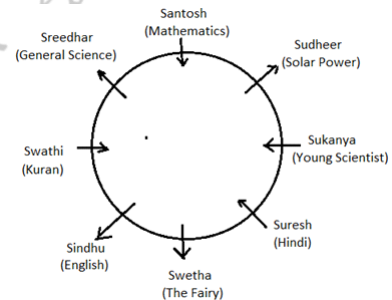 Santosh
(Mathematics)
Sreedhar
(General Science)
Sudheer
(Solar Power)
Swathi
(Kuran)
Sukanya
(Young Scientist)
Sindhu
(English)
Suresh
(Hindi)
Swetha
(The Fairy)